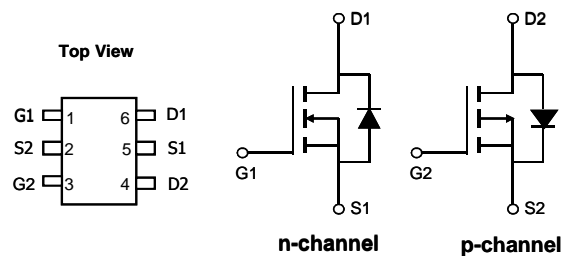 Top View
G1 1 6 D1
S2 2 5 S1
G2 3 4 D2
D1
G1
S1
n-channel
D2
G2
S2
p-channel